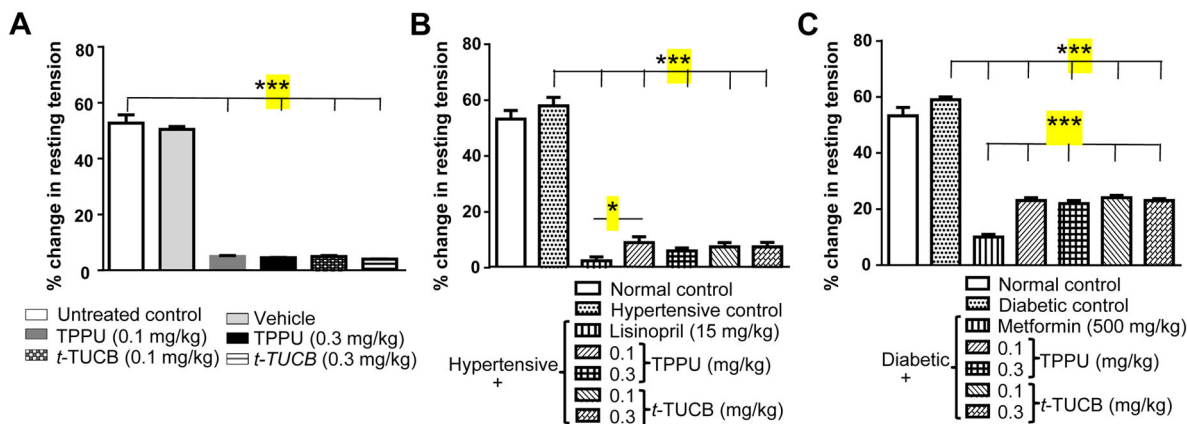 A
% change in resting tension
80
60
40
20
0
***
Untreated control
Vehicle
TPPU (0.1 mg/kg)
TPPU (0.3 mg/kg)
t-TUCB (0.1 mg/kg)
t-TUCB (0.3 mg/kg)
B
% change in resting tension
80
60
40
20
0
***
*
Normal control
Hypertensive control
Lisinopril (15 mg/kg)
Hypertensive
+
0.1
0.3
TPPU (mg/kg)
0.1
0.3
t-TUCB (mg/kg)
C
% change in resting tension
80
60
40
20
0
***
***
Normal control
Diabetic control
Metformin (500 mg/kg)
Diabetic
+
0.1
0.3
TPPU (mg/kg)
0.1
0.3
t-TUCB (mg/kg)